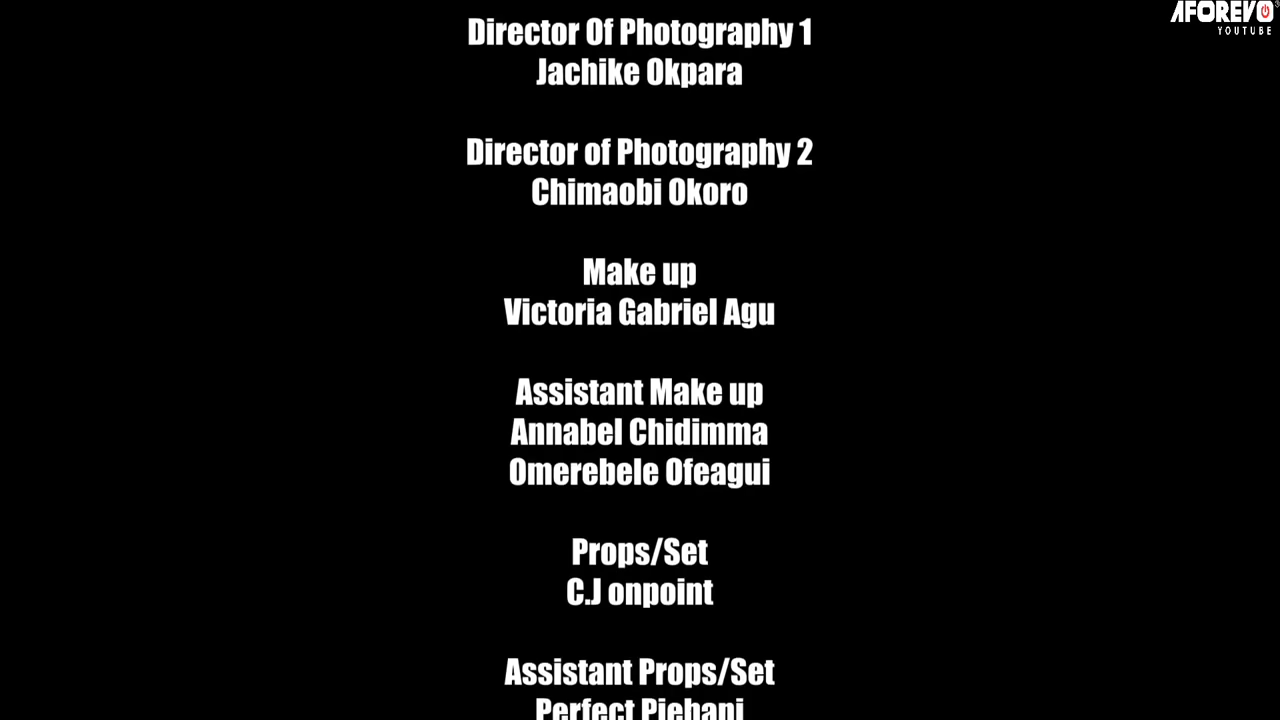 AFOREVO
YOUTUBE
Director Of Photography 1
Jachike Okpara
Director of Photography 2
Chimaobi Okoro
Make up
Victoria Gabriel Agu
Assistant Make up
Annabel Chidimma
Omerebele Ofeagui
Props/Set
C.J onpoint
Assistant Props/Set
Perfect